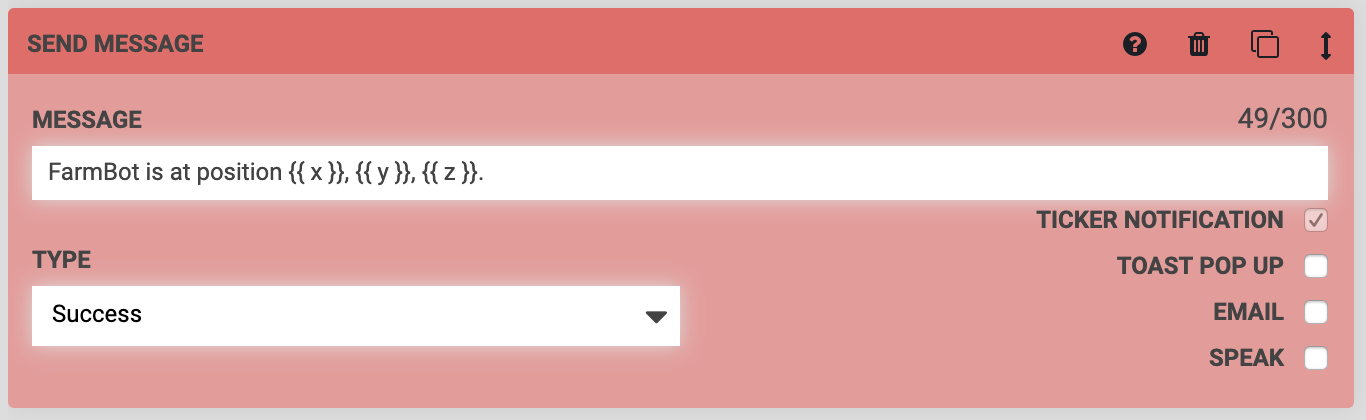 SEND MESSAGE
MESSAGE
49/300
FarmBot is at position {{ x }}, {{ y }}, {{ z }}.
TICKER NOTIFICATION
TYPE
TOAST POP UP
Success
EMAIL
SPEAK